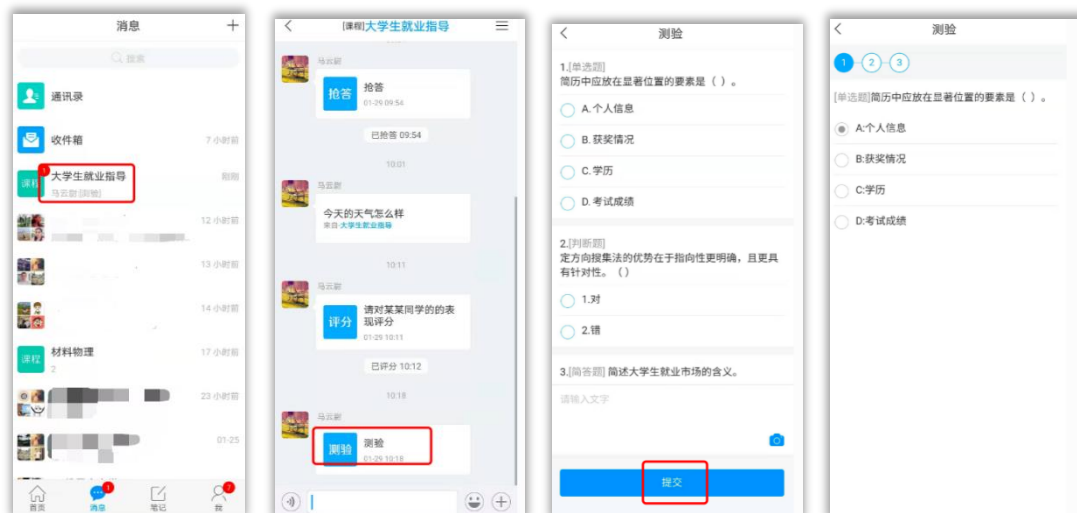 消息
搜索
通讯录
收件箱
7 小时前
课程
1
大学生就业指导
刚刚
马云尉:[测验]
12 小时前
13 小时前
14 小时前
课程
材料物理
17 小时前
2
23 小时前
01-25
首页
1
消息
笔记
7
我
[课程]大学生就业指导
马云尉
抢答
抢答
01-29 09:54
已抢答 09:54
10:01
马云尉
今天的天气怎么样
来自·大学生就业指导
10:11
马云尉
评分
请对某某同学的的表
现评分
01-29 10:11
已评分 10:12
10:18
马云尉
测验
测验
01-29 10:18
测验
1.[单选题]
简历中应放在显著位置的要素是（ ）。
A. 个人信息
B. 获奖情况
C. 学历
D. 考试成绩
2.[判断题]
定方向搜集法的优势在于指向性更明确，且更具
有针对性。（）
1.对
2.错
3.[简答题] 简述大学生就业市场的含义。
请输入文字
提交
测验
1
2
3
[单选题]简历中应放在显著位置的要素是（ ）。
A:个人信息
B:获奖情况
C:学历
D:考试成绩